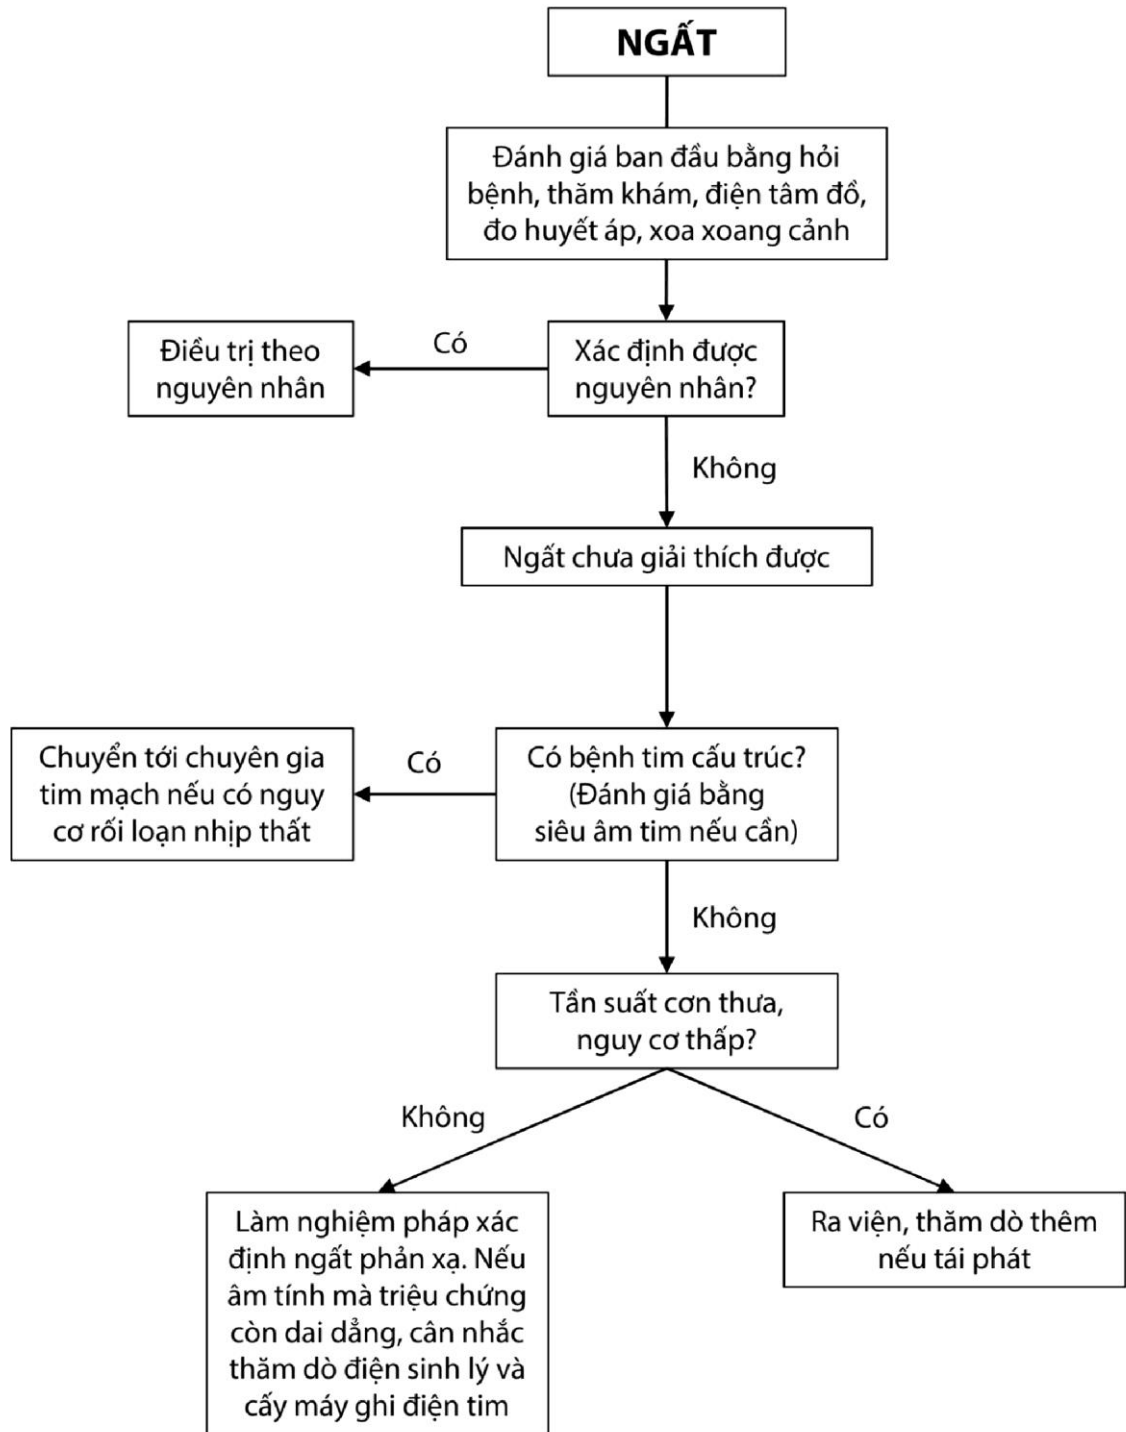 NGẤT
Đánh giá ban đầu bằng hỏi
bệnh, thăm khám, điện tâm đồ,
đo huyết áp, xoa xoang cảnh
Có
Điều trị theo
nguyên nhân
Xác định được
nguyên nhân?
Không
Ngất chưa giải thích được
Chuyển tới chuyên gia
tim mạch nếu có nguy
cơ rối loạn nhịp thất
Có
Có bệnh tim cấu trúc?
(Đánh giá bằng
siêu âm tim nếu cần)
Không
Tần suất cơn thưa,
nguy cơ thấp?
Không
Có
Làm nghiệm pháp xác
định ngất phản xạ. Nếu
âm tính mà triệu chứng
còn dai dẳng, cân nhắc
thăm dò điện sinh lý và
cấy máy ghi điện tim
Ra viện, thăm dò thêm
nếu tái phát